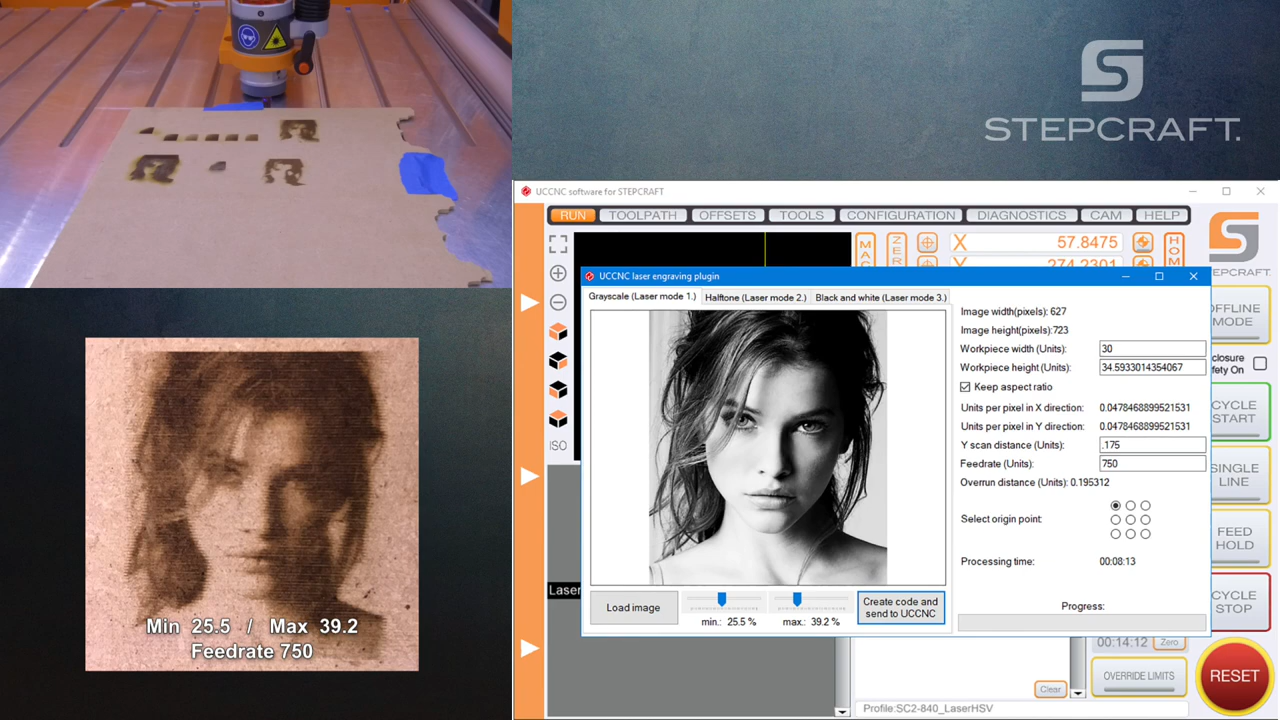 STEPCRAFT.
UCCNC software for STEPCRAFT
RUN
TOOLPATH
OFFSETS
TOOLS
CONFIGURATION
DIAGNOSTICS
CAM
HELP
X
57.8475
274.2301
STEPCRAFT.
UCCNC laser engraving plugin
Grayscale (Laser mode 1.)
Halftone (Laser mode 2.)
Black and white (Laser mode 3.)
Image width(pixels): 627
Image height(pixels):723
Workpiece width (Units):
30
Workpiece height (Units):
34.5933014354067
Keep aspect ratio
Units per pixel in X direction:
0.0478468899521531
Units per pixel in Y direction:
0.0478468899521531
Y scan distance (Units):
.175
Feedrate (Units):
750
Overrun distance (Units): 0.195312
Select origin point:
Processing time:
00:08:13
Progress:
Load image
min.: 25.5 %
max.: 39.2 %
Create code and
send to UCCNC
ISO
Laser
OFFLINE
MODE
closure
fety On
CYCLE
START
SINGLE
LINE
FEED
HOLD
CYCLE
STOP
00:14:12
Zero
OVERRIDE LIMITS
RESET
Clear
Profile:SC2-840_LaserHSV
Min 25.5 / Max 39.2
Feedrate 750